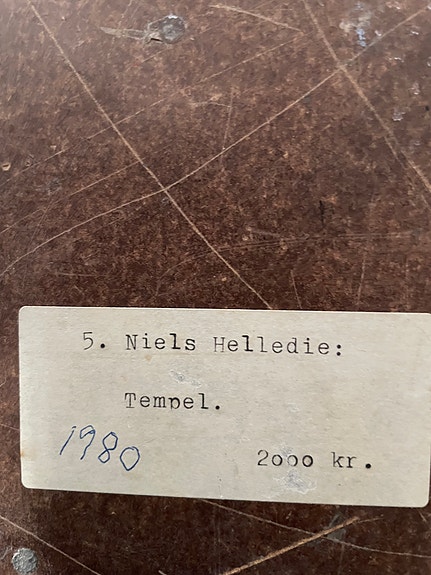 5. Niels Helledie:
Tempel.
1980 2000 kr.